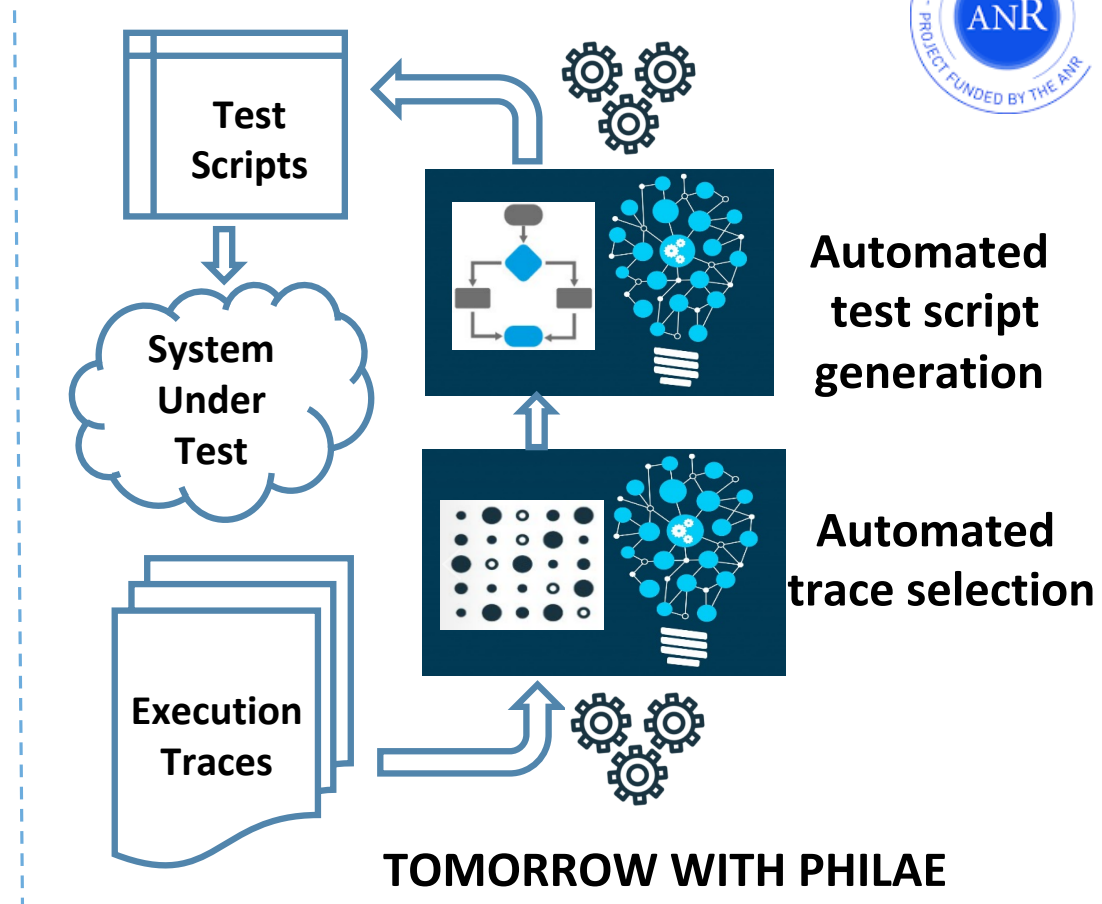 ANR
PROJECT FUNDED BY THE ANR
Test
Scripts
Automated
test script
generation
System
Under
Test
Automated
trace selection
Execution
Traces
TOMORROW WITH PHILAE